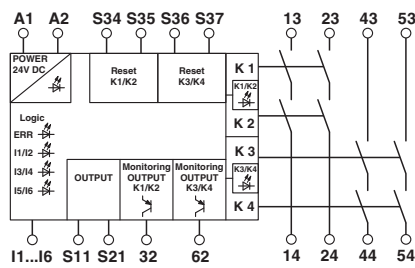 A1 A2 S34 S35 S36 S37 13 23 43 53
POWER
24V DC
Reset
K1/K2
Reset
K3/K4
K 1
K1/K2
K 2
Logic
ERR
I1/I2
I3/I4
I5/I6
OUTPUT
Monitoring
OUTPUT
K1/K2
Monitoring
OUTPUT
K3/K4
K 3
K3/K4
K 4
I1...I6 S11 S21 32 62 14 24 44 54